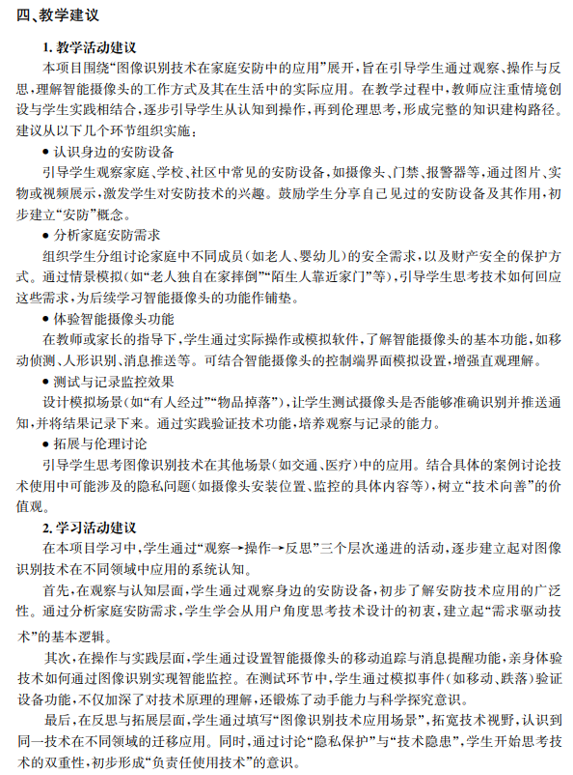 四、教学建议
1. 教学活动建议
本项目围绕“图像识别技术在家庭安防中的应用”展开，旨在引导学生通过观察、操作与反
思，理解智能摄像头的工作方式及其在生活中的实际应用。在教学过程中，教师应注重情境创
设与学生实践相结合，逐步引导学生从认知到操作，再到伦理思考，形成完整的知识建构路径。
建议从以下几个环节组织实施：
● 认识身边的安防设备
引导学生观察家庭、学校、社区中常见的安防设备，如摄像头、门禁、报警器等，通过图片、实
物或视频展示，激发学生对安防技术的兴趣。鼓励学生分享自己见过的安防设备及其作用，初
步建立“安防”概念。
● 分析家庭安防需求
组织学生分组讨论家庭中不同成员（如老人、婴幼儿）的安全需求，以及财产安全的保护方
式。通过情景模拟（如“老人独自在家摔倒”“陌生人靠近家门”等），引导学生思考技术如何回应
这些需求，为后续学习智能摄像头的功能作铺垫。
● 体验智能摄像头功能
在教师或家长的指导下，学生通过实际操作或模拟软件，了解智能摄像头的基本功能，如移
动侦测、人形识别、消息推送等。可结合智能摄像头的控制端界面模拟设置，增强直观理解。
● 测试与记录监控效果
设计模拟场景（如“有人经过”“物品掉落”），让学生测试摄像头是否能够准确识别并推送通
知，并将结果记录下来。通过实践验证技术功能，培养观察与记录的能力。
● 拓展与伦理讨论
引导学生思考图像识别技术在其他场景（如交通、医疗）中的应用。结合具体的案例讨论技
术使用中可能涉及的隐私问题（如摄像头安装位置、监控的具体内容等），树立“技术向善”的价
值观。
2. 学习活动建议
在本项目学习中，学生通过“观察→操作→反思”三个层次递进的活动，逐步建立起对图像
识别技术在不同领域中应用的系统认知。
首先，在观察与认知层面，学生通过观察身边的安防设备，初步了解安防技术应用的广泛
性。通过分析家庭安防需求，学生学会从用户角度思考技术设计的初衷，建立起“需求驱动技
术”的基本逻辑。
其次，在操作与实践层面，学生通过设置智能摄像头的移动追踪与消息提醒功能，亲身体验
技术如何通过图像识别实现智能监控。在测试环节中，学生通过模拟事件（如移动、跌落）验证
设备功能，不仅加深了对技术原理的理解，还锻炼了动手能力与科学探究意识。
最后，在反思与拓展层面，学生通过填写“图像识别技术应用场景”，拓宽技术视野，认识到
同一技术在不同领域的迁移应用。同时，通过讨论“隐私保护”与“技术隐患”，学生开始思考技
术的双重性，初步形成“负责任使用技术”的意识。